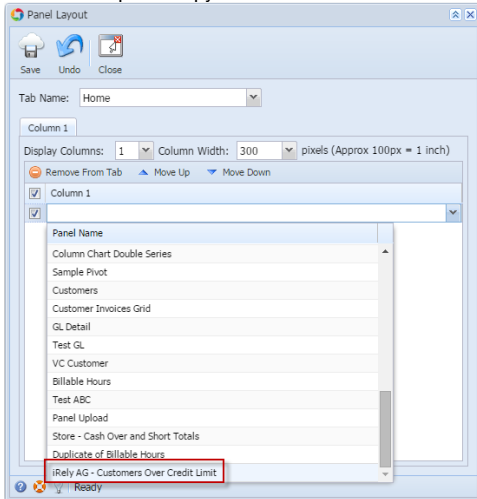 Panel Layout
Save Undo Close
Tab Name: Home
Column 1
Display Columns: 1 Column Width: 300 pixels (Approx 100px = 1 inch)
Remove From Tab Move Up Move Down
Column 1
Panel Name
Column Chart Double Series
Sample Pivot
Customers
Customer Invoices Grid
GL Detail
Test GL
VC Customer
Billable Hours
Test ABC
Panel Upload
Store - Cash Over and Short Totals
Duplicate of Billable Hours
iRely AG - Customers Over Credit Limit
Ready